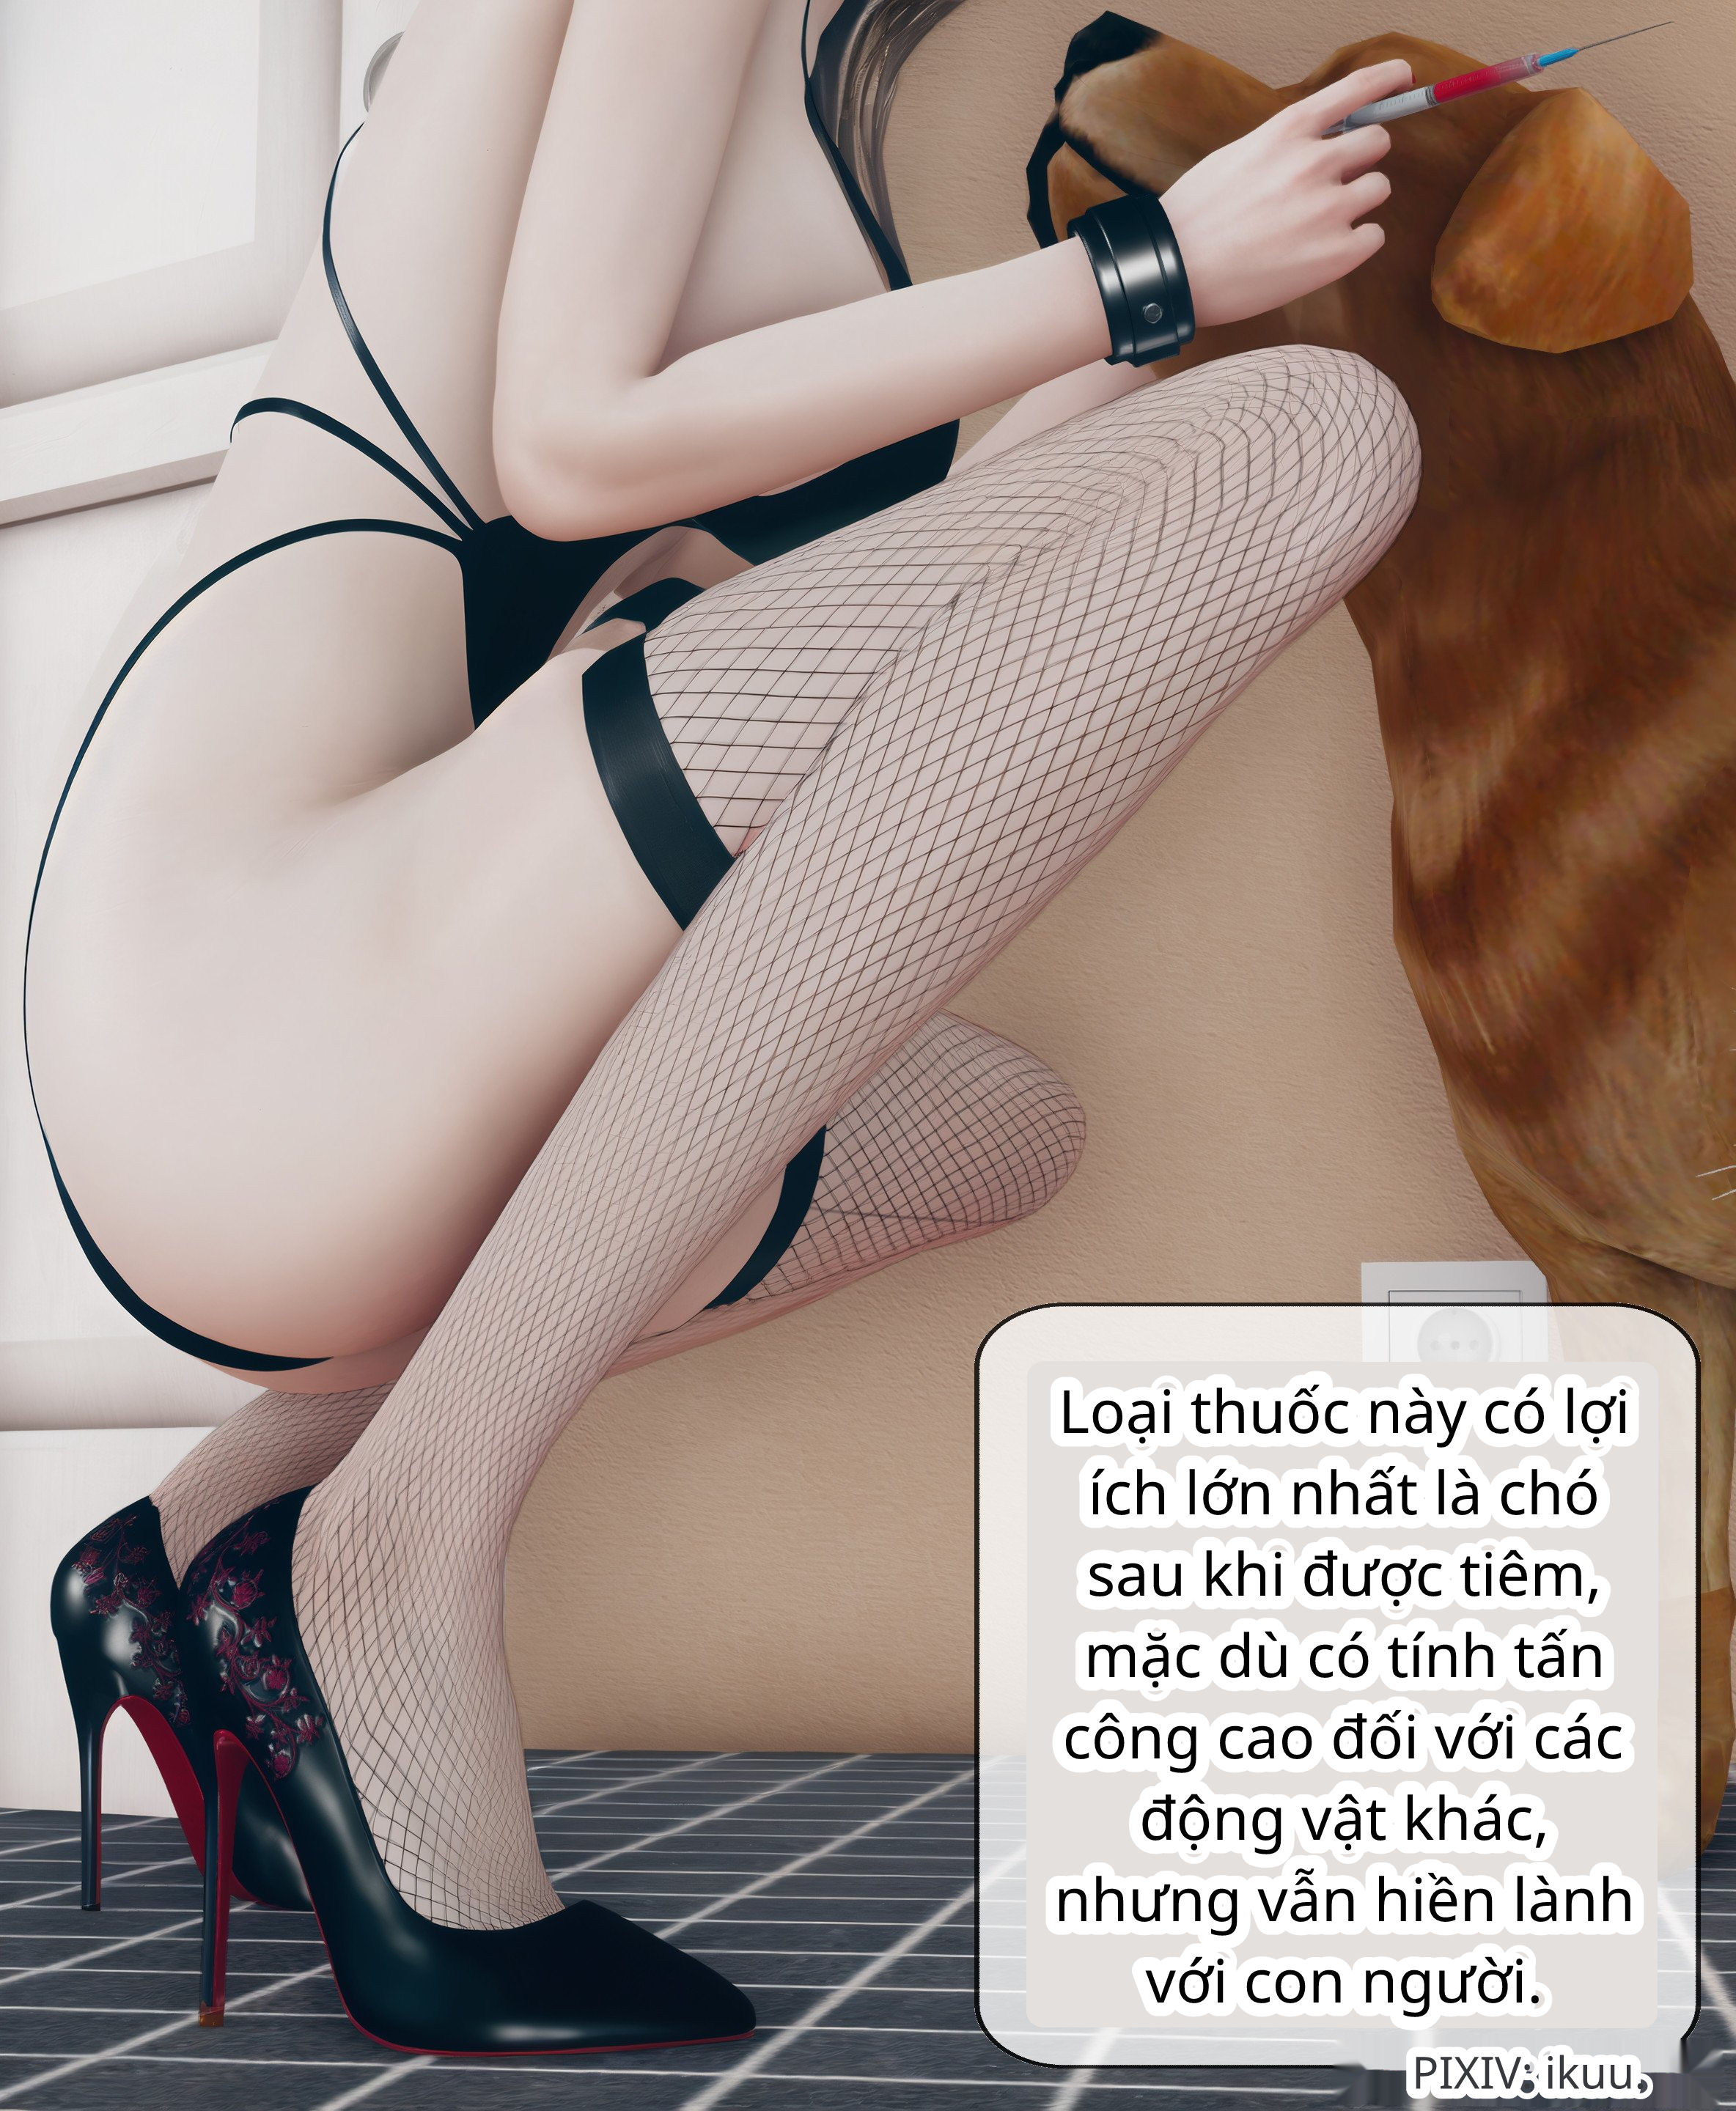 Loại thuốc này có lợi
ích lớn nhất là chó
sau khi được tiêm,
mặc dù có tính tấn
công cao đối với các
động vật khác,
nhưng vẫn hiền lành
với con người.
PIXIV: ikuu.